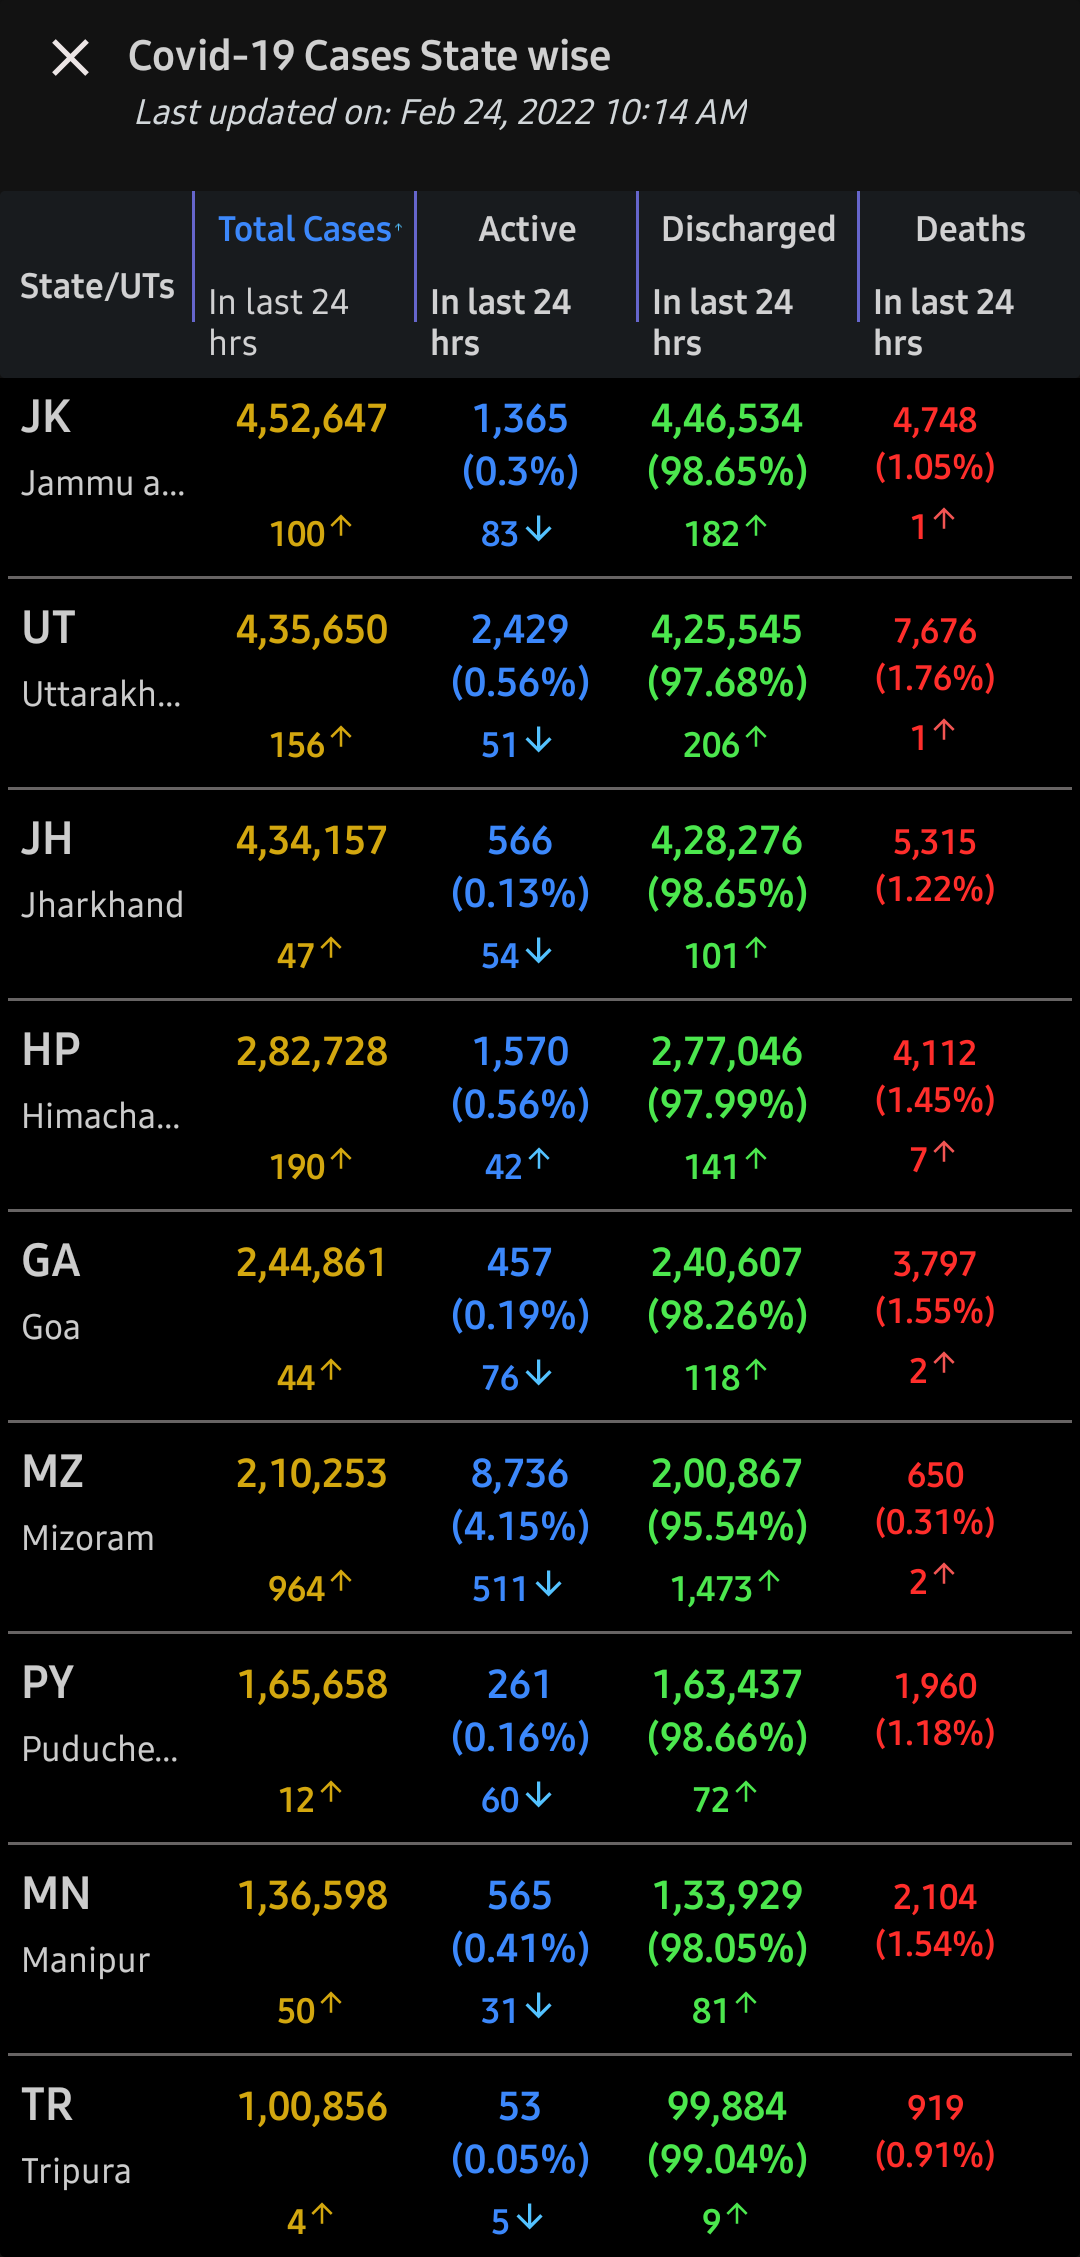 Covid-19 Cases State wise
Last updated on: Feb 24, 2022 10:14 AM
State/UTs
Total Cases↑ Active Discharged Deaths
In last 24 hrs In last 24 hrs In last 24 hrs In last 24 hrs
JK 4,52,647 1,365 4,46,534 4,748
Jammu a... (0.3%) (98.65%) (1.05%)
100↑ 83↓ 182↑ 1↑
UT 4,35,650 2,429 4,25,545 7,676
Uttarakh... (0.56%) (97.68%) (1.76%)
156↑ 51↓ 206↑ 1↑
JH 4,34,157 566 4,28,276 5,315
Jharkhand (0.13%) (98.65%) (1.22%)
47↑ 54↓ 101↑
HP 2,82,728 1,570 2,77,046 4,112
Himacha... (0.56%) (97.99%) (1.45%)
190↑ 42↑ 141↑ 7↑
GA 2,44,861 457 2,40,607 3,797
Goa (0.19%) (98.26%) (1.55%)
44↑ 76↓ 118↑ 2↑
MZ 2,10,253 8,736 2,00,867 650
Mizoram (4.15%) (95.54%) (0.31%)
964↑ 511↓ 1,473↑ 2↑
PY 1,65,658 261 1,63,437 1,960
Puduche... (0.16%) (98.66%) (1.18%)
12↑ 60↓ 72↑
MN 1,36,598 565 1,33,929 2,104
Manipur (0.41%) (98.05%) (1.54%)
50↑ 31↓ 81↑
TR 1,00,856 53 99,884 919
Tripura (0.05%) (99.04%) (0.91%)
4↑ 5↓ 9↑